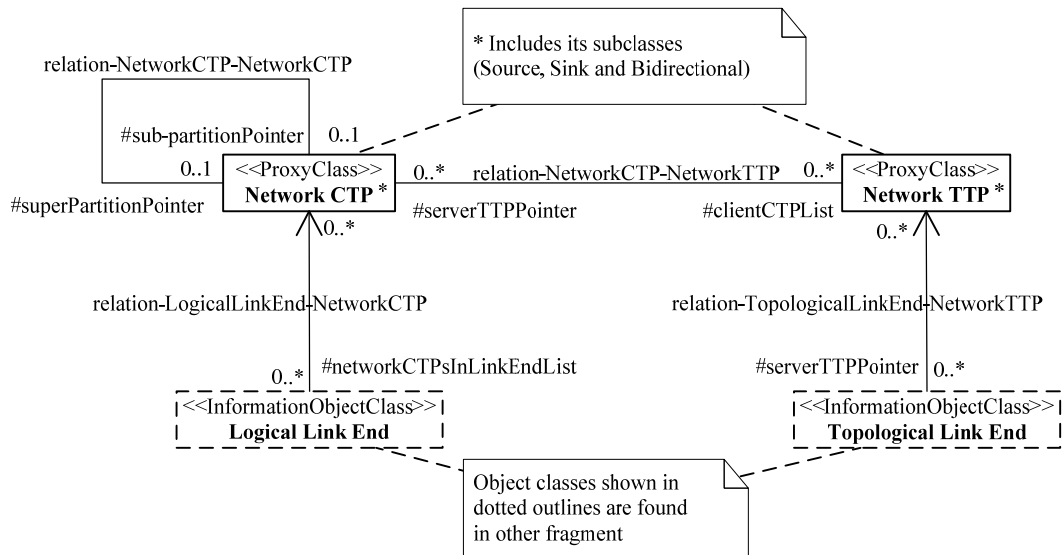 * Includes its subclasses
(Source, Sink and Bidirectional)
relation-NetworkCTP-NetworkCTP
#sub-partitionPointer
0..1
0..1
#superPartitionPointer
<<ProxyClass>>
Network CTP *
0..*
relation-NetworkCTP-NetworkTTP
0..*
#serverTTPPointer
#clientCTPList
<<ProxyClass>>
Network TTP *
0..*
0..*
relation-LogicalLinkEnd-NetworkCTP
relation-TopologicalLinkEnd-NetworkTTP
#networkCTPsInLinkEndList
0..*
#serverTTPPointer
0..*
<<InformationObjectClass>>
Logical Link End
<<InformationObjectClass>>
Topological Link End
Object classes shown in
dotted outlines are found
in other fragment